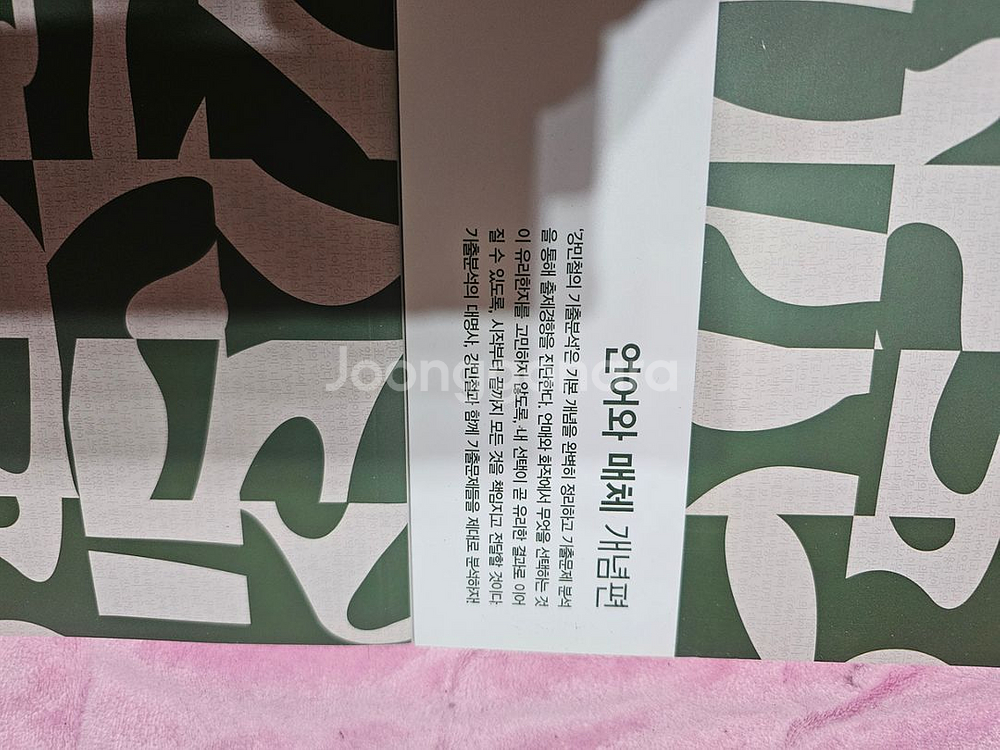 언어와 매체 개념편
'강민철의 기출분석'은 기본 개념을 완벽히 정리하고 기출문제 분석
을 통해 출제경향을 진단한다. 언매와 화작에서 무엇을 선택하는 것
이 유리한지를 고민하지 않도록, 내 선택이 곧 유리한 결과로 이어
질 수 있도록, 시작부터 끝까지 모든 것을 책임지고 전달할 것이다.
기출분석의 대명사, 강민철과 함께 기출문제들을 제대로 분석하자!
Joonggonara